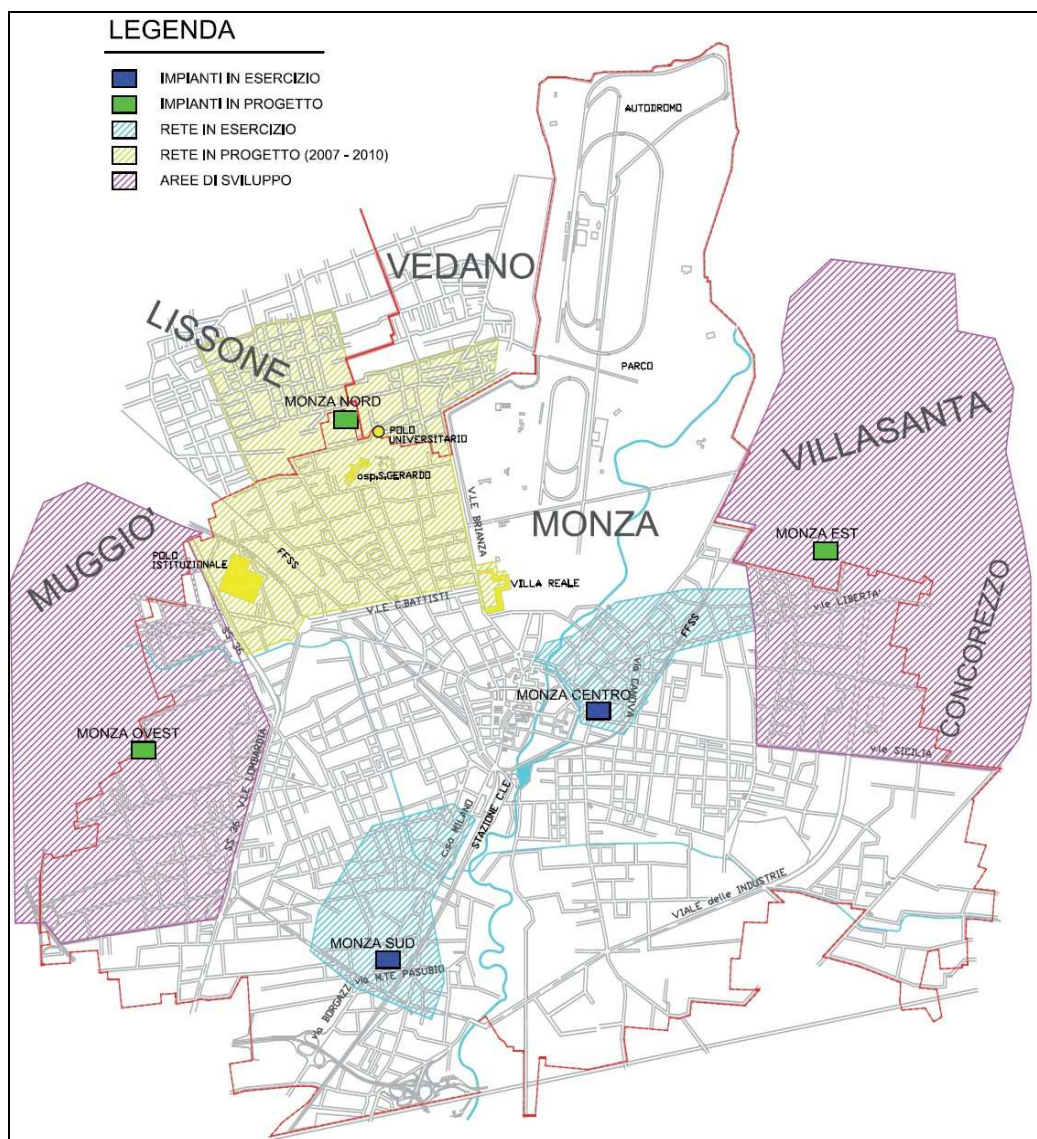 LEGENDA
IMPIANTI IN ESERCIZIO
IMPIANTI IN PROGETTO
RETE IN ESERCIZIO
RETE IN PROGETTO (2007 - 2010)
AREE DI SVILUPPO
AUTODROMO
VEDANO
LISSONE
PARCO
MONZA NORD
POLO
UNIVERSITARIO
VILLASANTA
osp.S.GERARDO
V.LE BRIANZA
MONZA
MUGGIO'
MONZA EST
POLO
ISTITUZIONALE
FFSS
VILLA REALE
V.LE C.BATTISTI
v.le LIBERTA'
FFSS
SS 36
CONCOREZZO
via CANOVA
MONZA CENTRO
MONZA OVEST
SS 36 V.LE LOMBARDIA
v.le SICILIA
C.so MILANO
STAZIONE C.LE
VIALE delle INDUSTRIE
MONZA SUD
via M.TE PASUBIO
via BORGAZZI